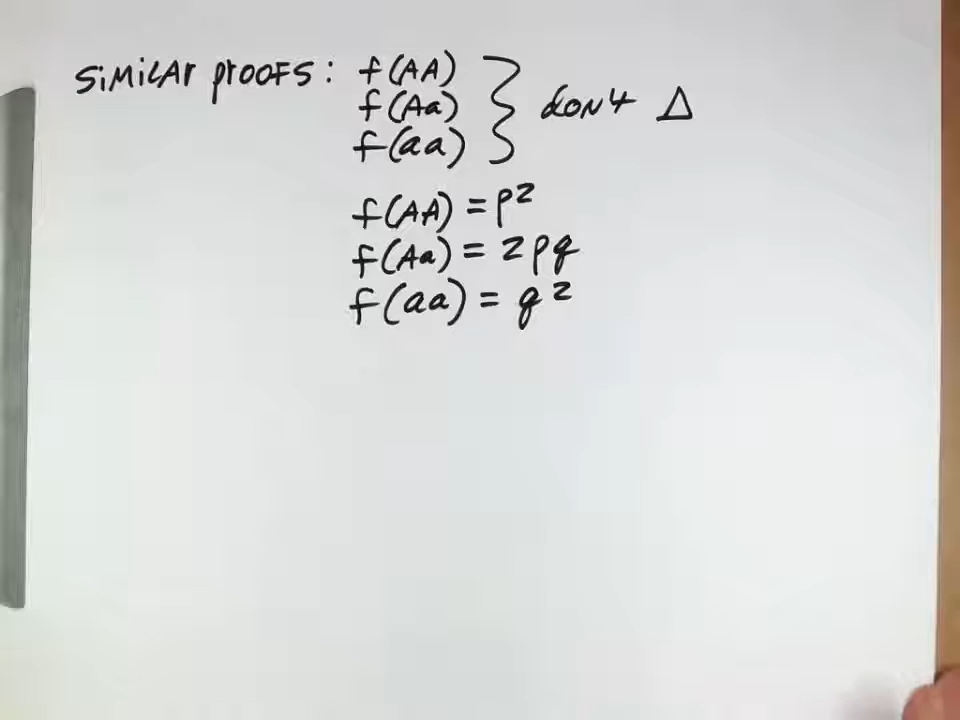 SiMiLAr prooFS: f(AA) } don't Δ
f(Aa)
f(aa)
f(AA) = p²
f(Aa) = 2pq
f(aa) = q²